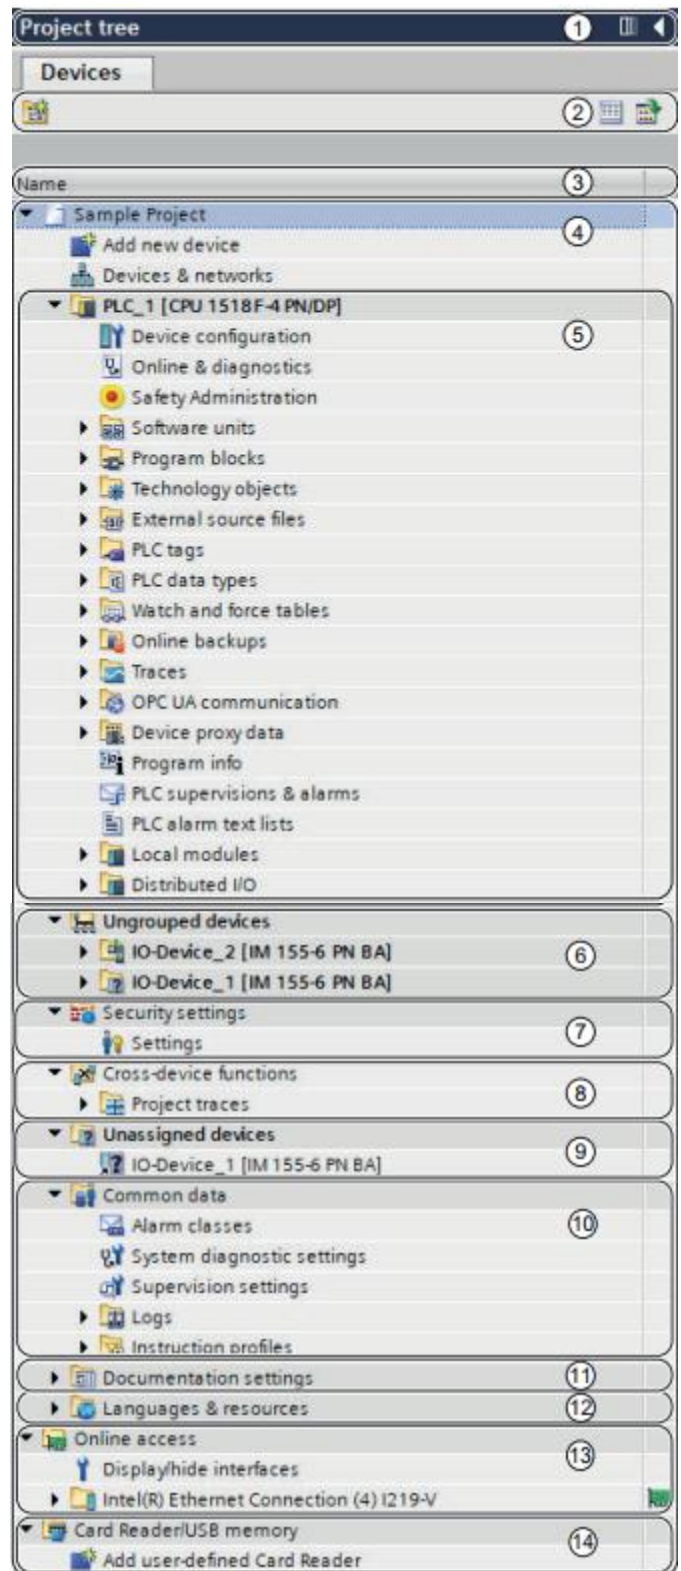 Project tree ①
Devices
②
Name ③
Sample Project ④
Add new device
Devices & networks
PLC_1 [CPU 1518F-4 PN/DP]
Device configuration ⑤
Online & diagnostics
Safety Administration
Software units
Program blocks
Technology objects
External source files
PLC tags
PLC data types
Watch and force tables
Online backups
Traces
OPC UA communication
Device proxy data
Program info
PLC supervisions & alarms
PLC alarm text lists
Local modules
Distributed I/O
Ungrouped devices
IO-Device_2 [IM 155-6 PN BA] ⑥
IO-Device_1 [IM 155-6 PN BA]
Security settings
Settings ⑦
Cross-device functions
Project traces ⑧
Unassigned devices
IO-Device_1 [IM 155-6 PN BA] ⑨
Common data
Alarm classes ⑩
System diagnostic settings
Supervision settings
Logs
Instruction profiles
Documentation settings ⑪
Languages & resources ⑫
Online access
Display/hide interfaces ⑬
Intel(R) Ethernet Connection (4) I219-V
Card Reader/USB memory ⑭
Add user-defined Card Reader